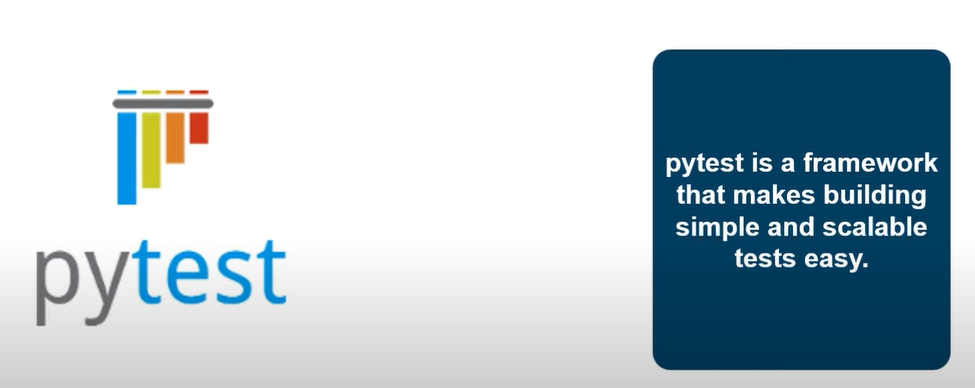 pytest
pytest is a framework
that makes building
simple and scalable
tests easy.